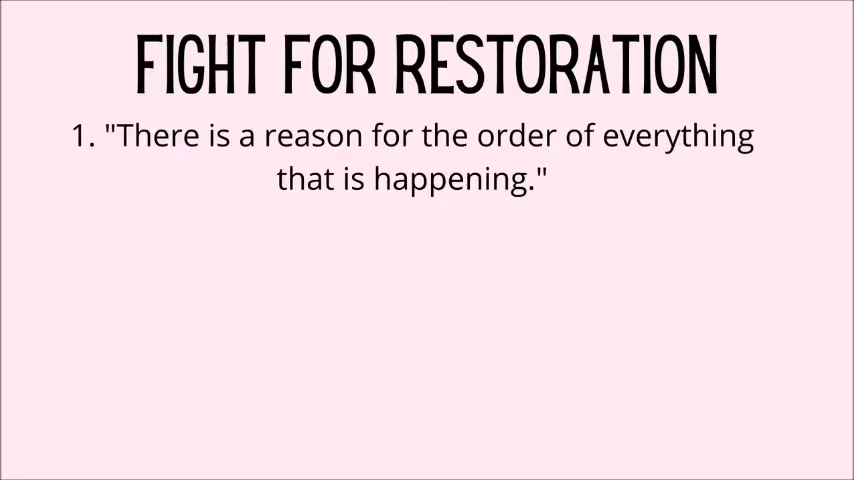 FIGHT FOR RESTORATION
1. "There is a reason for the order of everything
that is happening."